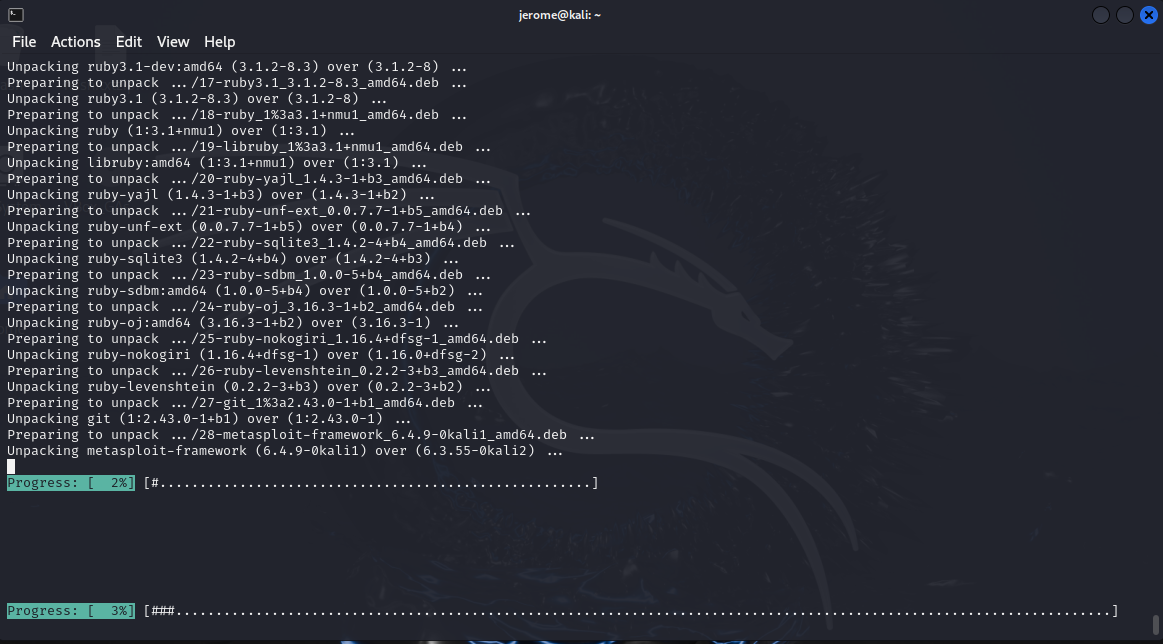 jerome@kali: ~
File Actions Edit View Help
Unpacking ruby3.1-dev:amd64 (3.1.2-8.3) over (3.1.2-8) ...
Preparing to unpack .../17-ruby3.1_3.1.2-8.3_amd64.deb ...
Unpacking ruby3.1 (3.1.2-8.3) over (3.1.2-8) ...
Preparing to unpack .../18-ruby_1%3a3.1+nmu1_amd64.deb ...
Unpacking ruby (1:3.1+nmu1) over (1:3.1) ...
Preparing to unpack .../19-libruby_1%3a3.1+nmu1_amd64.deb ...
Unpacking libruby:amd64 (1:3.1+nmu1) over (1:3.1) ...
Preparing to unpack .../20-ruby-yajl_1.4.3-1+b3_amd64.deb ...
Unpacking ruby-yajl (1.4.3-1+b3) over (1.4.3-1+b2) ...
Preparing to unpack .../21-ruby-unf-ext_0.0.7.7-1+b5_amd64.deb ...
Unpacking ruby-unf-ext (0.0.7.7-1+b5) over (0.0.7.7-1+b4) ...
Preparing to unpack .../22-ruby-sqlite3_1.4.2-4+b4_amd64.deb ...
Unpacking ruby-sqlite3 (1.4.2-4+b4) over (1.4.2-4+b3) ...
Preparing to unpack .../23-ruby-sdbm_1.0.0-5+b4_amd64.deb ...
Unpacking ruby-sdbm:amd64 (1.0.0-5+b4) over (1.0.0-5+b2) ...
Preparing to unpack .../24-ruby-oj_3.16.3-1+b2_amd64.deb ...
Unpacking ruby-oj:amd64 (3.16.3-1+b2) over (3.16.3-1) ...
Preparing to unpack .../25-ruby-nokogiri_1.16.4+dfsg-1_amd64.deb ...
Unpacking ruby-nokogiri (1.16.4+dfsg-1) over (1.16.0+dfsg-2) ...
Preparing to unpack .../26-ruby-levenshtein_0.2.2-3+b3_amd64.deb ...
Unpacking ruby-levenshtein (0.2.2-3+b3) over (0.2.2-3+b2) ...
Preparing to unpack .../27-git_1%3a2.43.0-1+b1_amd64.deb ...
Unpacking git (1:2.43.0-1+b1) over (1:2.43.0-1) ...
Preparing to unpack .../28-metasploit-framework_6.4.9-0kali1_amd64.deb ...
Unpacking metasploit-framework (6.4.9-0kali1) over (6.3.55-0kali2) ...
Progress: [  2%] [#......................................................]
Progress: [  3%] [###.....................................................................................................................]